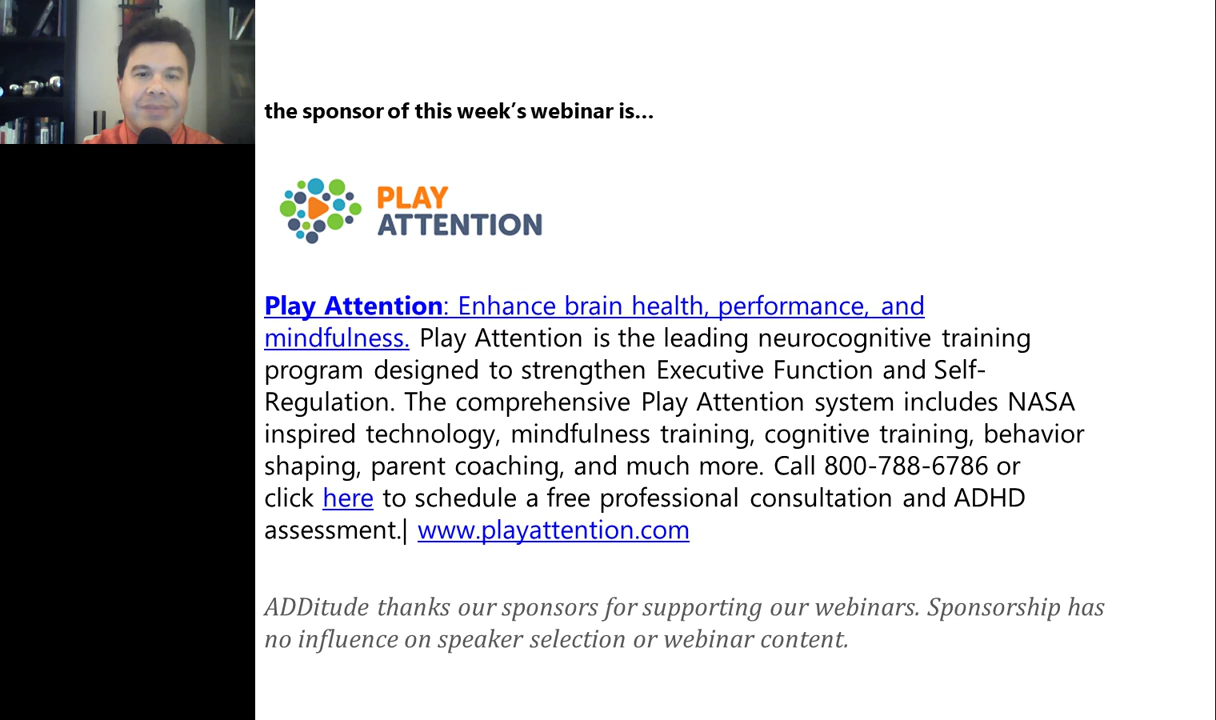 the sponsor of this week's webinar is...
PLAY
ATTENTION
Play Attention: Enhance brain health, performance, and
mindfulness. Play Attention is the leading neurocognitive training
program designed to strengthen Executive Function and Self-
Regulation. The comprehensive Play Attention system includes NASA
inspired technology, mindfulness training, cognitive training, behavior
shaping, parent coaching, and much more. Call 800-788-6786 or
click here to schedule a free professional consultation and ADHD
assessment.| www.playattention.com
ADDitude thanks our sponsors for supporting our webinars. Sponsorship has
no influence on speaker selection or webinar content.